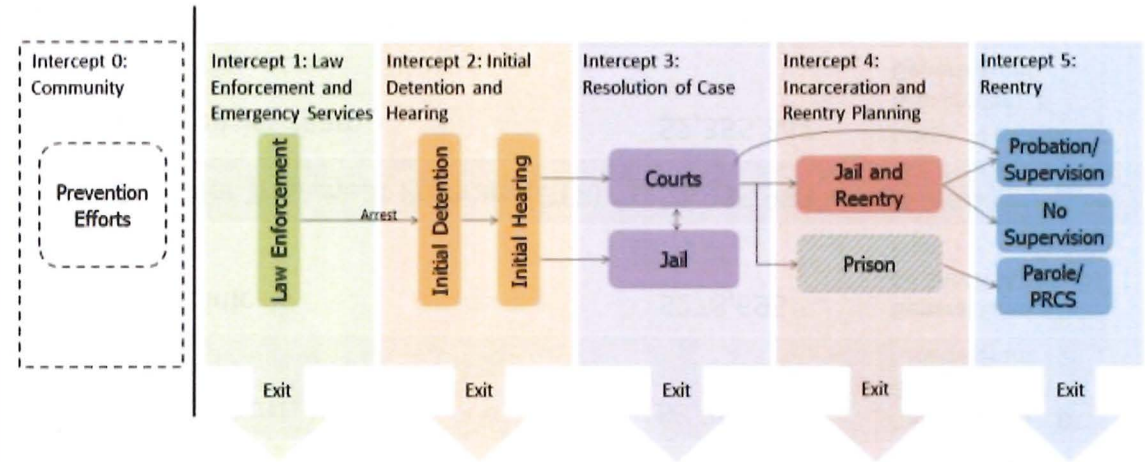 Intercept 0:
Community
Prevention
Efforts
Intercept 1: Law
Enforcement and
Emergency Services
Law Enforcement
Arrest
Exit
Intercept 2: Initial
Detention and
Hearing
Initial Detention
Initial Hearing
Exit
Intercept 3:
Resolution of Case
Courts
Jail
Exit
Intercept 4:
Incarceration and
Reentry Planning
Jail and
Reentry
Prison
Exit
Intercept 5:
Reentry
Probation/
Supervision
No
Supervision
Parole/
PRCS
Exit